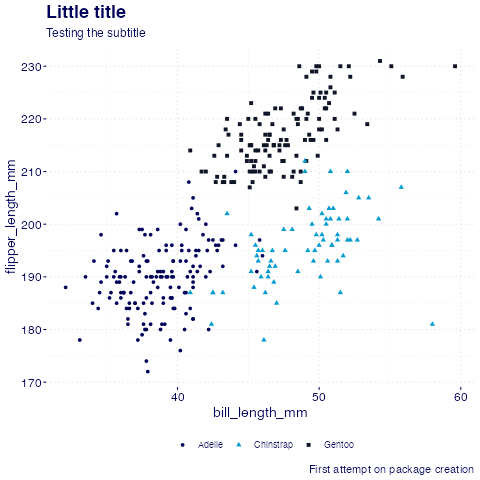 Little title
Testing the subtitle
230
220
210
200
190
180
170
flipper_length_mm
40
50
60
bill_length_mm
Adelie
Chinstrap
Gentoo
First attempt on package creation